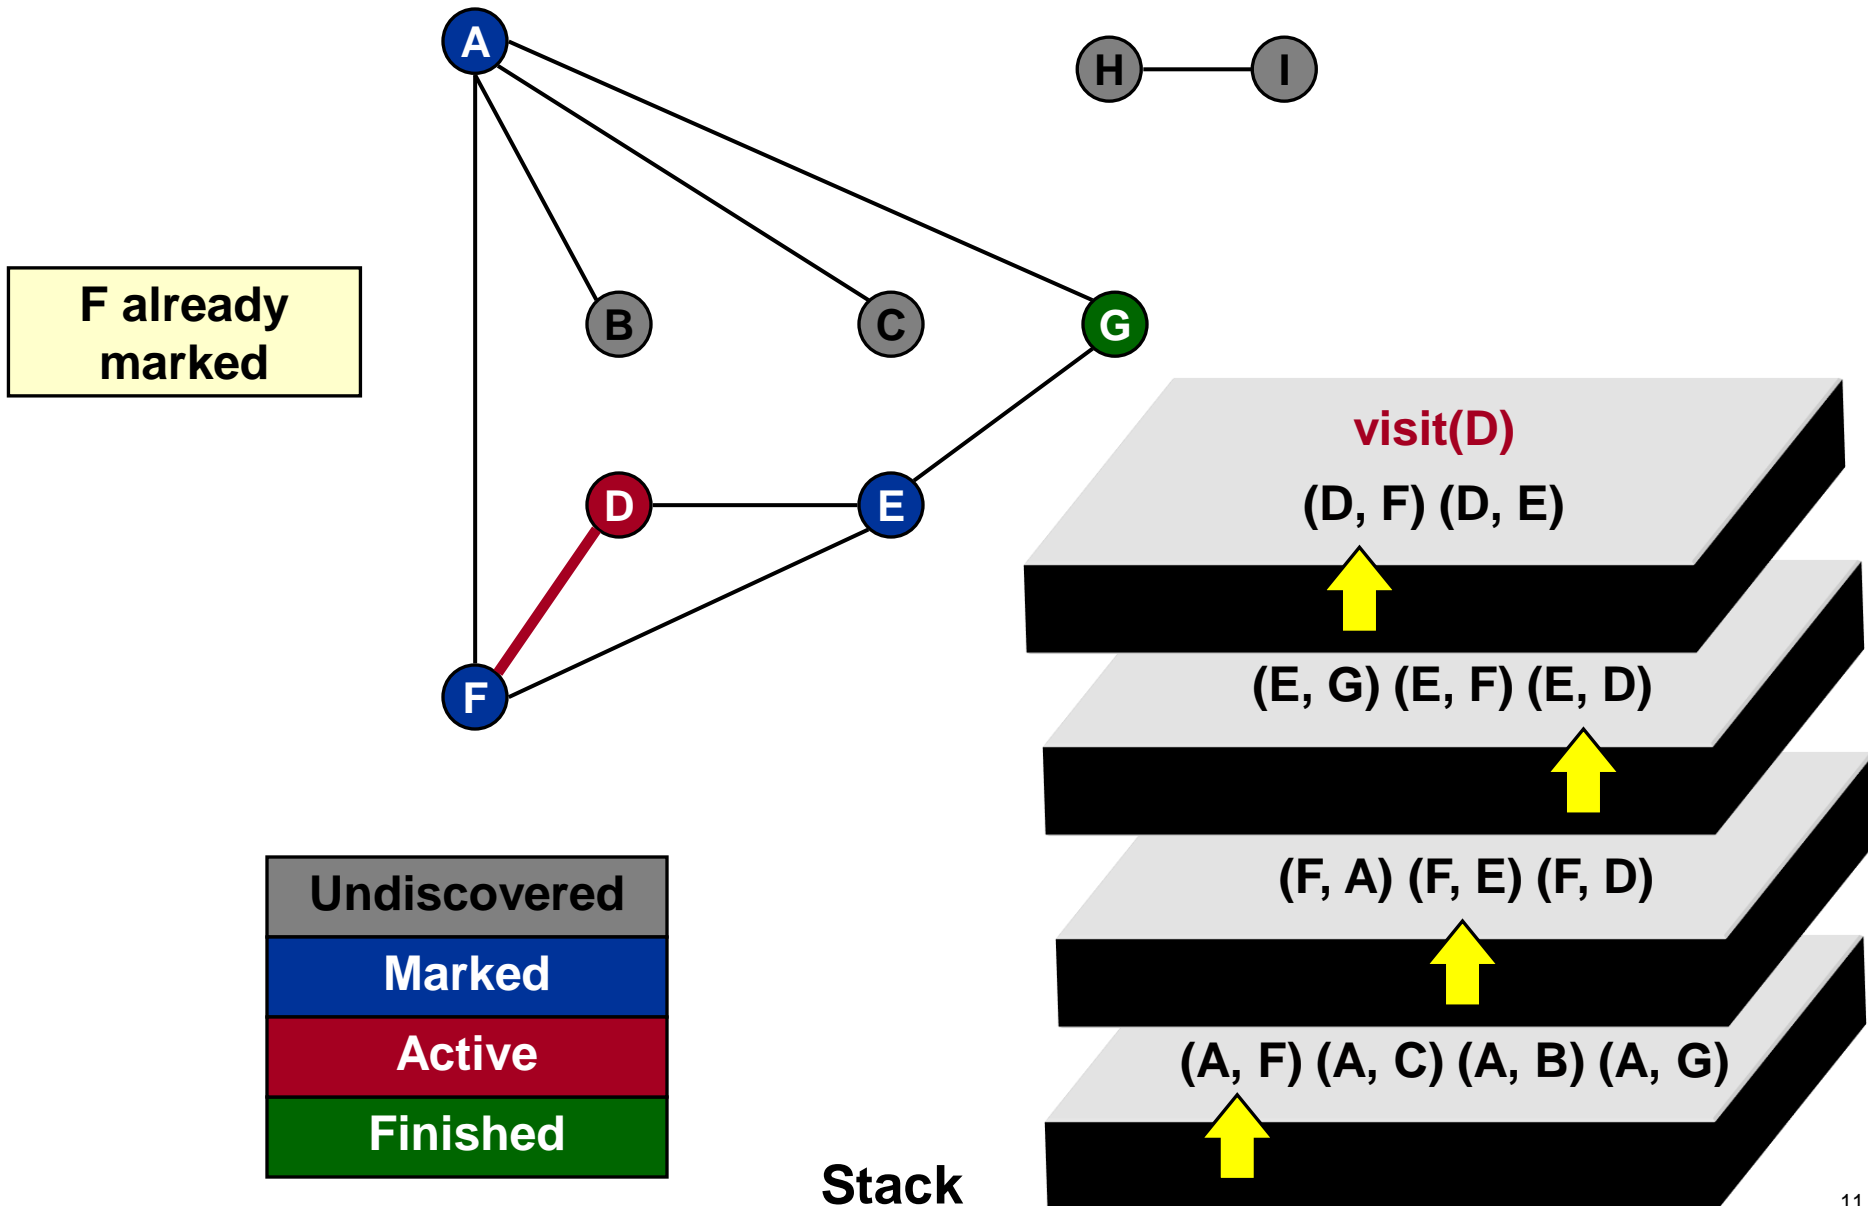 A
H
I
F already
marked
B
C
G
visit(D)
(D, F) (D, E)
D
E
(E, G) (E, F) (E, D)
F
(F, A) (F, E) (F, D)
Undiscovered
Marked
Active
Finished
(A, F) (A, C) (A, B) (A, G)
Stack
11